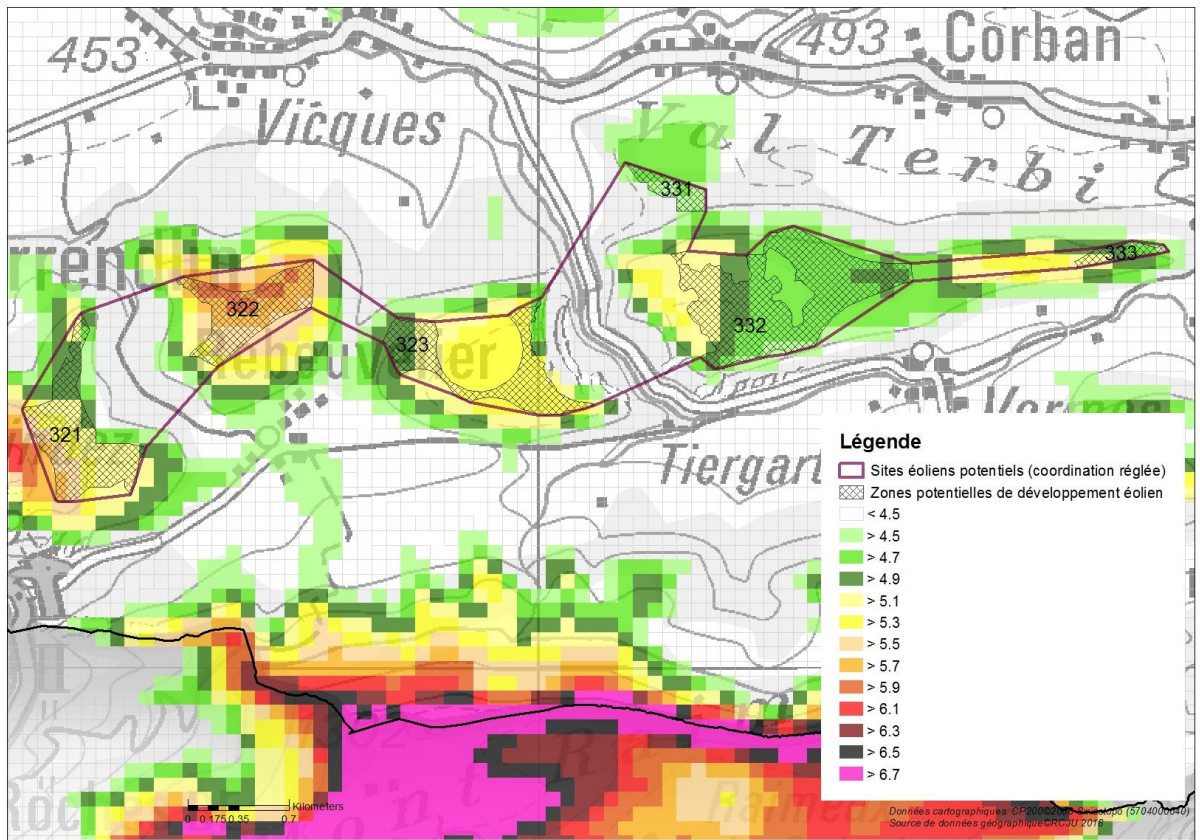 453
493
Corban
Vicques
Val Terbi
331
333
322
332
323
321
Tiergart
Légende
Sites éoliens potentiels (coordination réglée)
Zones potentielles de développement éolien
< 4.5
> 4.5
> 4.7
> 4.9
> 5.1
> 5.3
> 5.5
> 5.7
> 5.9
> 6.1
> 6.3
> 6.5
> 6.7
Kilometers
0 0.175 0.35 0.7
Données cartographiques: CP200©2005 Swisstopo (5704000640)
Source de données géographique©RCJU 2018